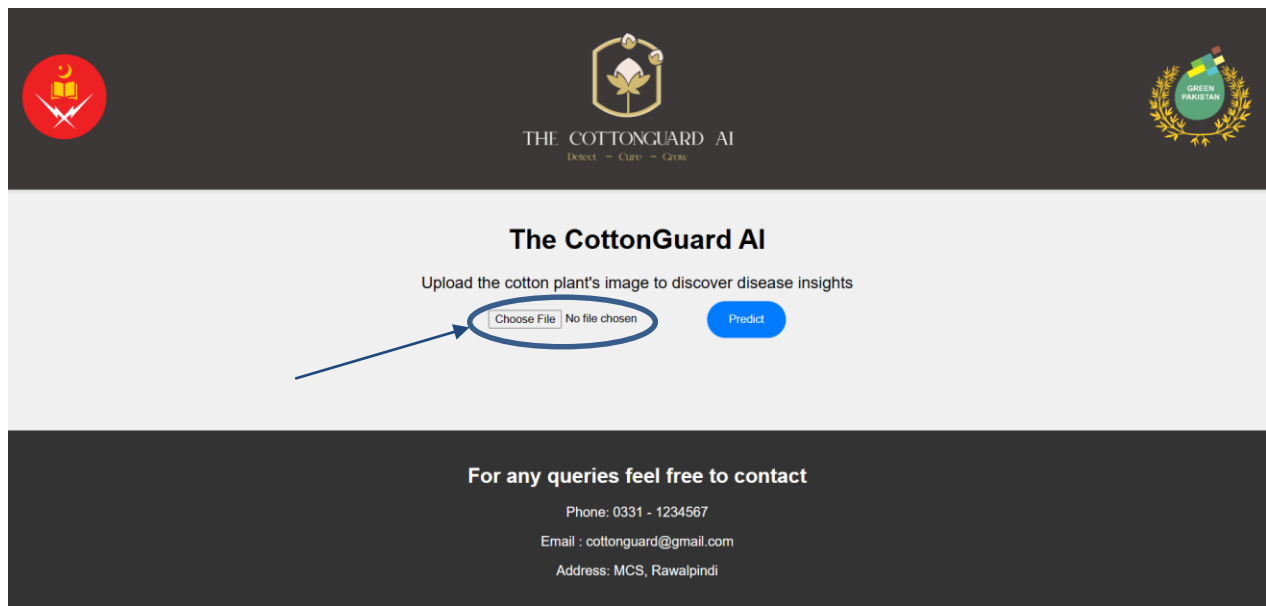 THE COTTONGUARD AI
Detect - Cure - Grow
GREEN
PAKISTAN
The CottonGuard AI
Upload the cotton plant's image to discover disease insights
Choose File No file chosen
Predict
For any queries feel free to contact
Phone: 0331 - 1234567
Email : cottonguard@gmail.com
Address: MCS, Rawalpindi